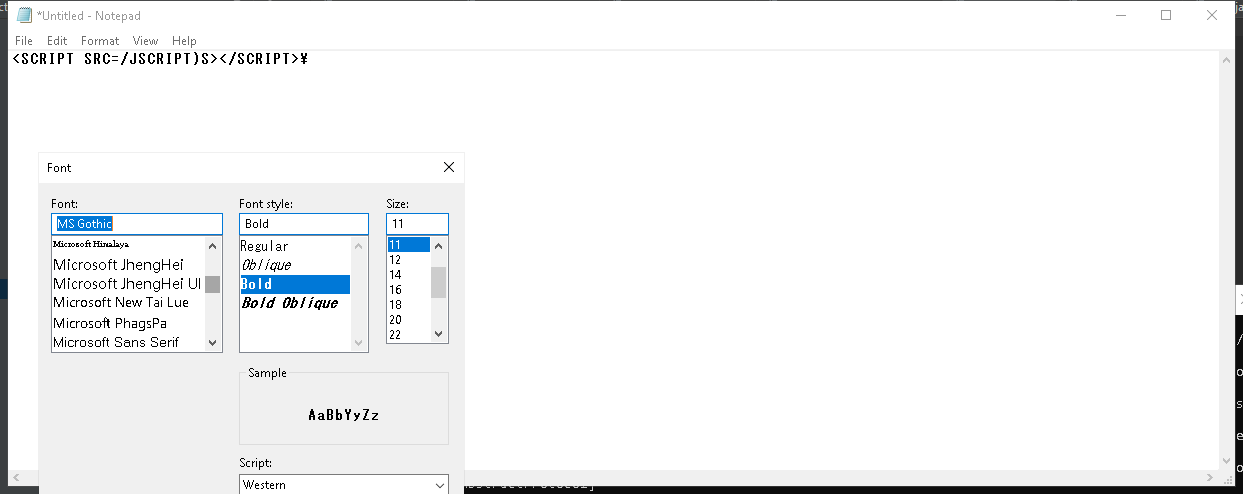 *Untitled - Notepad
File Edit Format View Help
<SCRIPT SRC=/JSCRIPT)S></SCRIPT>¥
Font
Font: Font style: Size:
MS Gothic Bold 11
Microsoft Himalaya Regular 11
Microsoft JhengHei Oblique 12
Microsoft JhengHei UI Bold 14
Microsoft New Tai Lue Bold Oblique 16
Microsoft PhagsPa 18
Microsoft Sans Serif 20
22
Sample
AaBbYyZz
Script:
Western